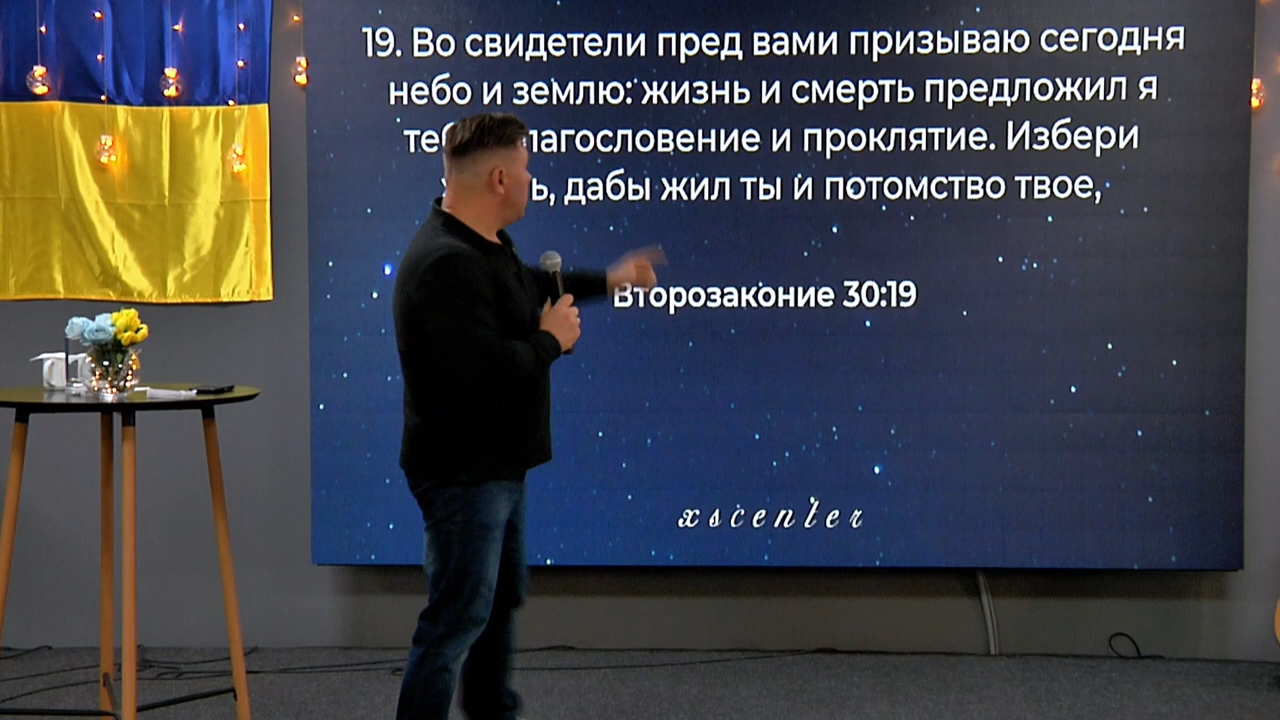 19. Во свидетели пред вами призываю сегодня
небо и землю: жизнь и смерть предложил я
и проклятие. Избери
дабы жил ты и потомство твое,
Второзаконие 30:19
xscenter